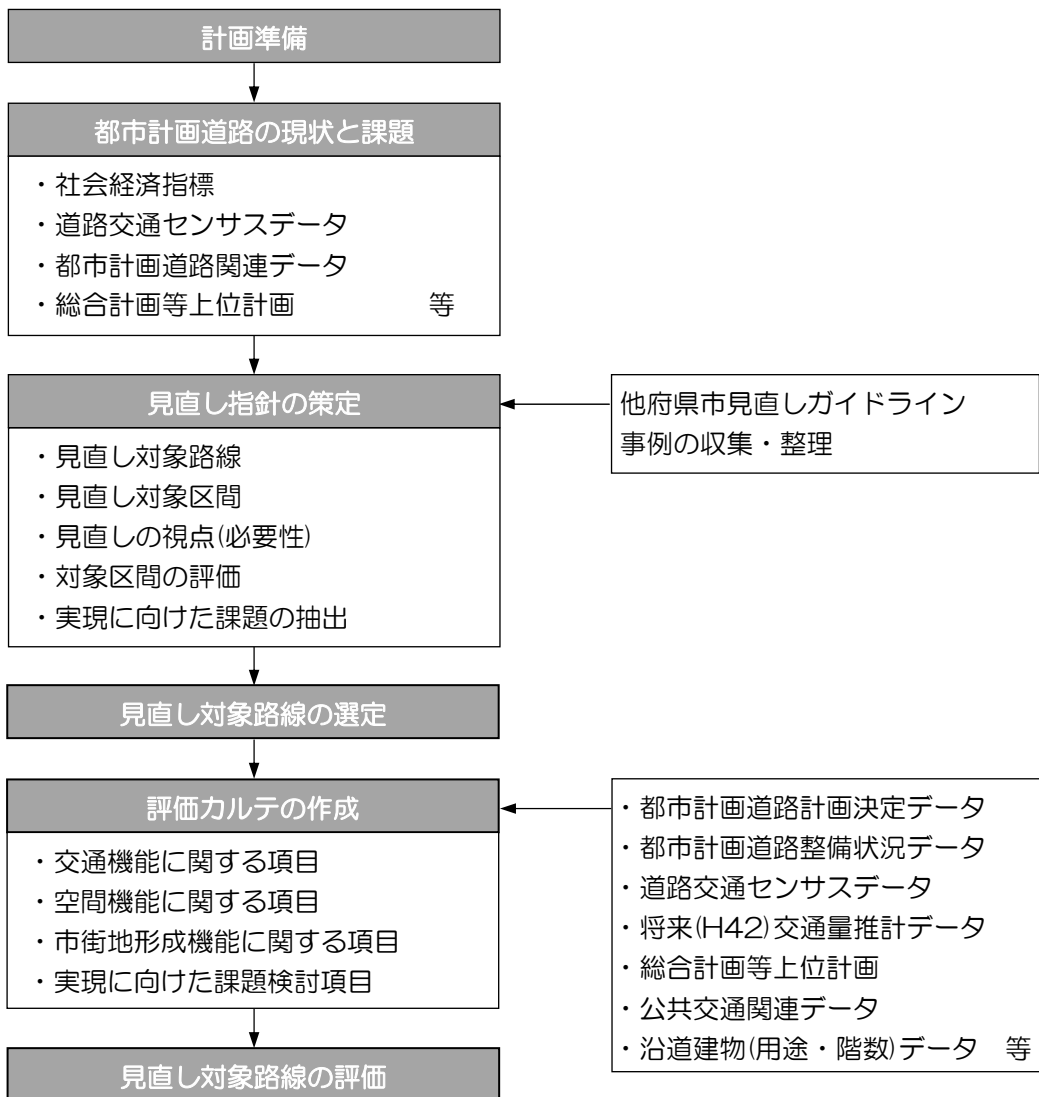 計画準備
都市計画道路の現状と課題
・社会経済指標
・道路交通センサスデータ
・都市計画道路関連データ
・総合計画等上位計画　　　　　等
見直し指針の策定
・見直し対象路線
・見直し対象区間
・見直しの視点(必要性)
・対象区間の評価
・実現に向けた課題の抽出
他府県市見直しガイドライン
事例の収集・整理
見直し対象路線の選定
評価カルテの作成
・交通機能に関する項目
・空間機能に関する項目
・市街地形成機能に関する項目
・実現に向けた課題検討項目
・都市計画道路計画決定データ
・都市計画道路整備状況データ
・道路交通センサスデータ
・将来(H42)交通量推計データ
・総合計画等上位計画
・公共交通関連データ
・沿道建物(用途・階数)データ　等
見直し対象路線の評価